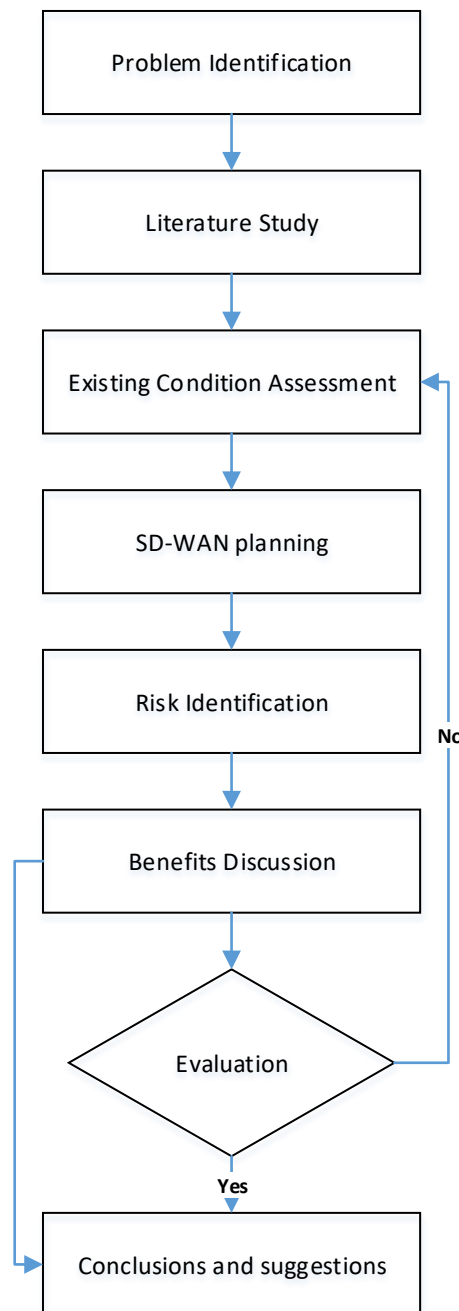 Problem Identification
Literature Study
Existing Condition Assessment
SD-WAN planning
Risk Identification
No
Benefits Discussion
Evaluation
Yes
Conclusions and suggestions